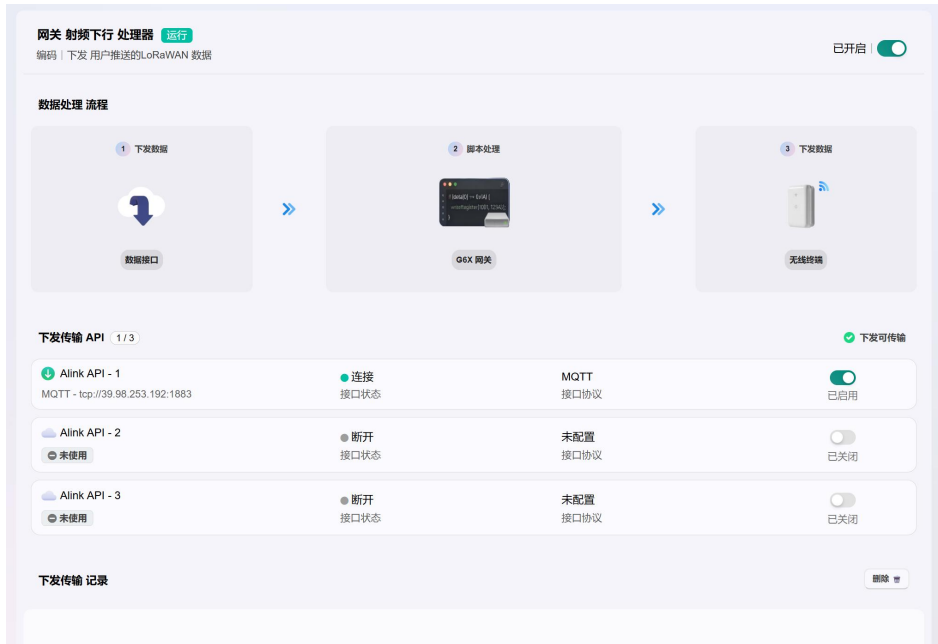 网关 射频下行 处理器 运行
编码 | 下发 用户推送的LoRaWAN 数据
已开启
数据处理 流程
1 下发数据
2 脚本处理
3 下发数据
数据接口
G6X 网关
无线终端
下发传输 API 1 / 3
下发可传输
Alink API - 1
MQTT - tcp://39.98.253.192:1883
连接
接口状态
MQTT
接口协议
已启用
Alink API - 2
未使用
断开
接口状态
未配置
接口协议
已关闭
Alink API - 3
未使用
断开
接口状态
未配置
接口协议
已关闭
下发传输 记录
删除